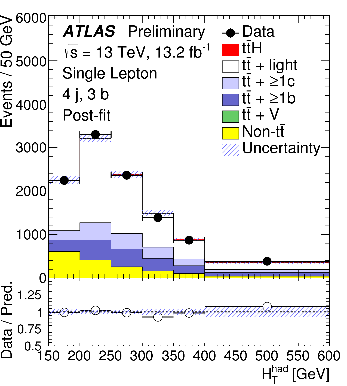 ATLAS Preliminary
√s = 13 TeV, 13.2 fb⁻¹
Single Lepton
4 j, 3 b
Post-fit
Data
tt̄H
tt̄ + light
tt̄ + ≥1c
tt̄ + ≥1b
tt̄ + V
Non-tt̄
Uncertainty
Events / 50 GeV
6000
5000
4000
3000
2000
1000
0
Data / Pred.
1.25
1
0.75
0.5
150 200 250 300 350 400 450 500 550 600
H_T^had [GeV]